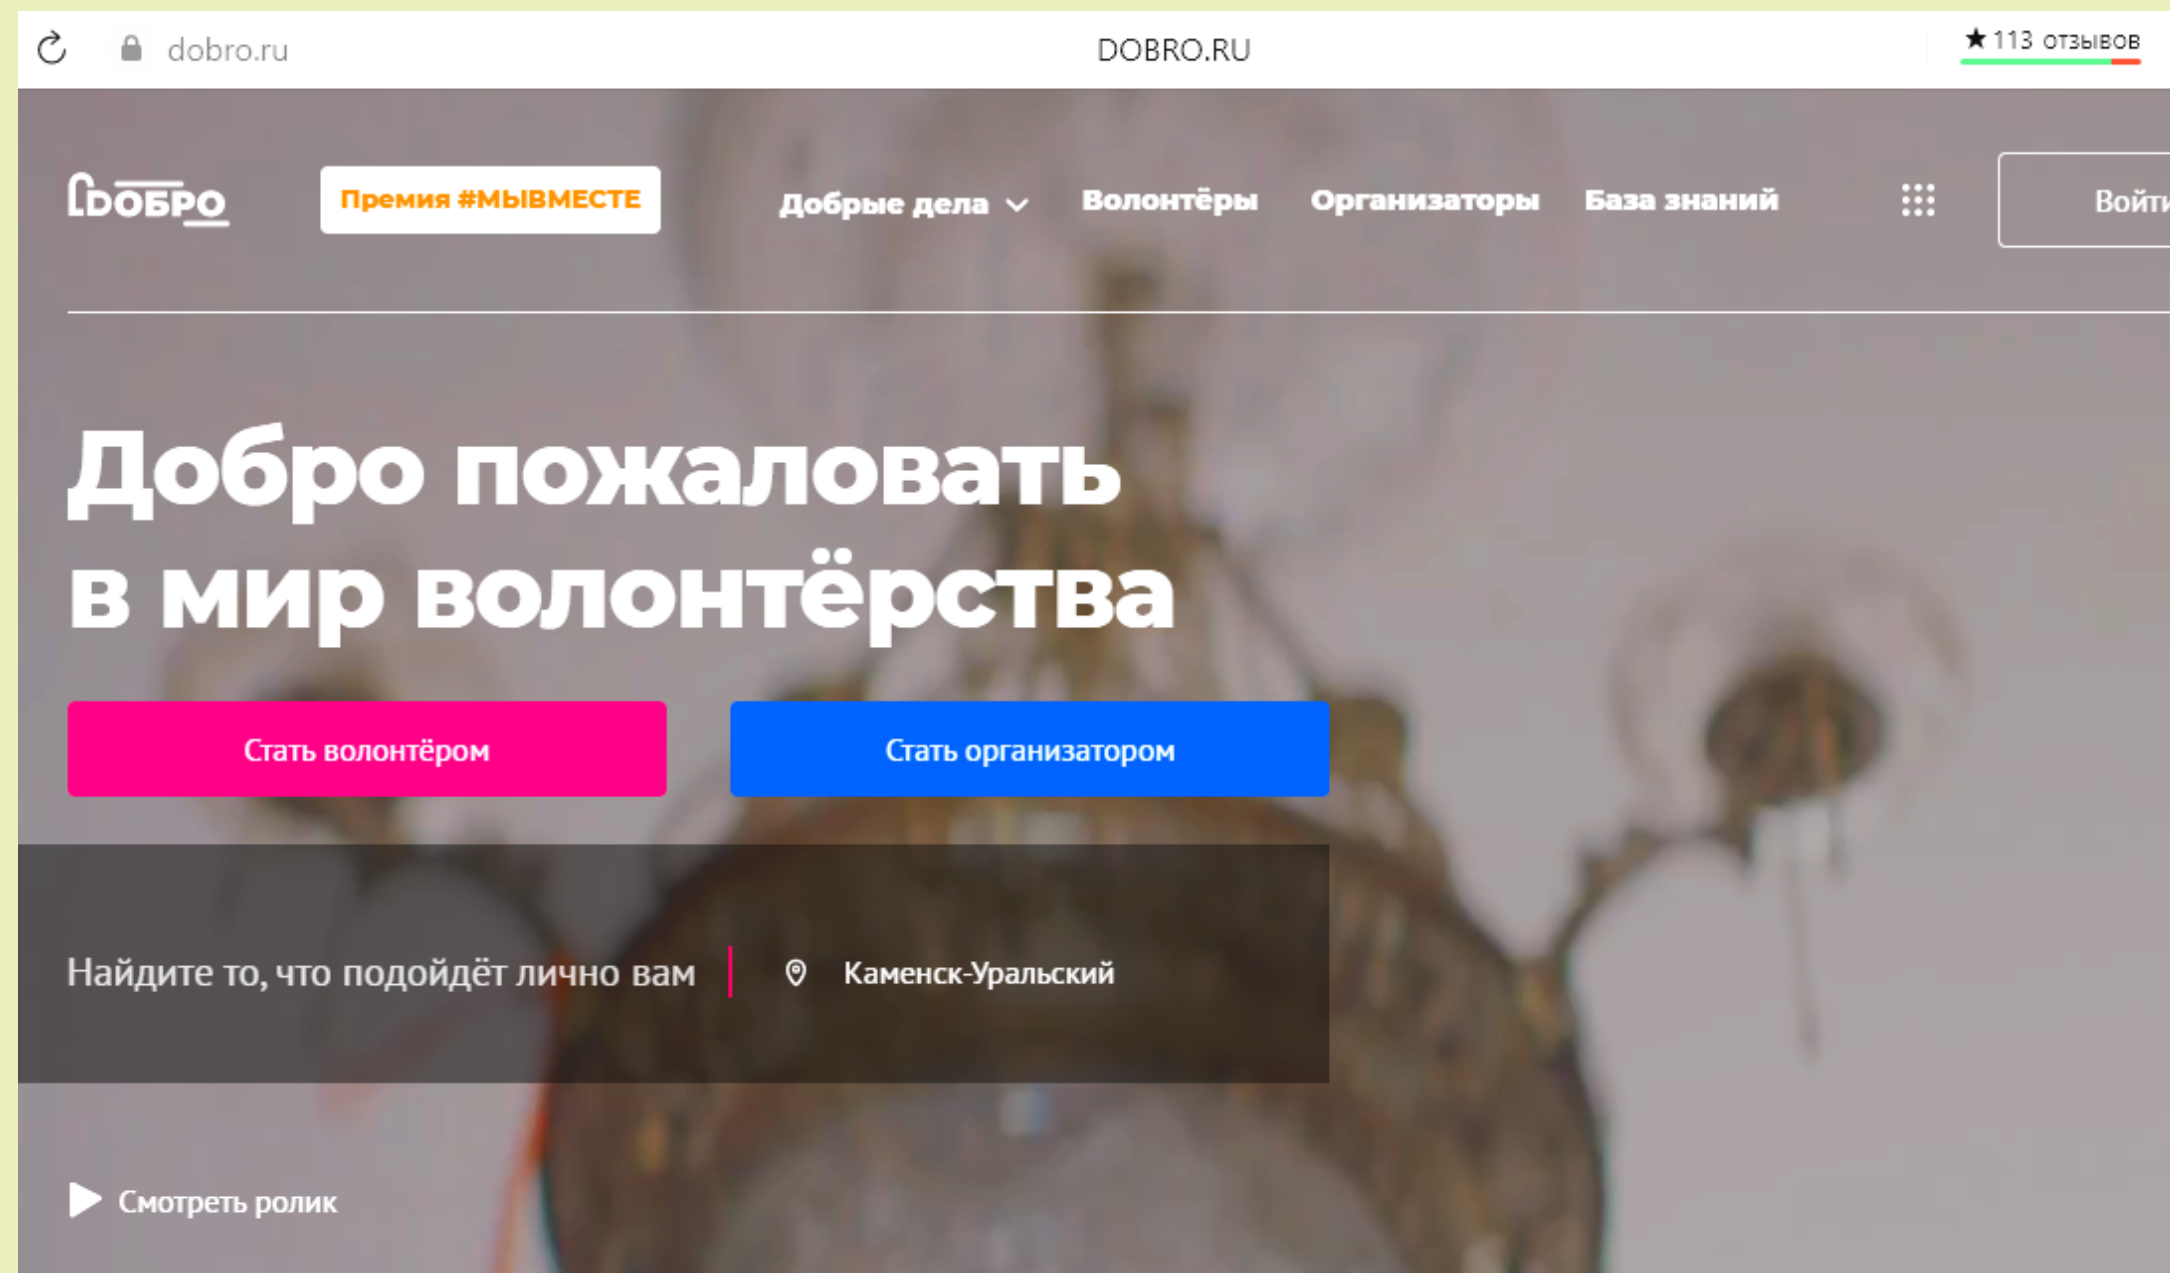 dobro.ru
DOBRO.RU
★113 отзывов
ДОБРО
Премия #МЫВМЕСТЕ
Добрые дела
Волонтёры
Организаторы
База знаний
Войти
Добро пожаловать
в мир волонтёрства
Стать волонтёром
Стать организатором
Найдите то, что подойдёт лично вам
Каменск-Уральский
Смотреть ролик